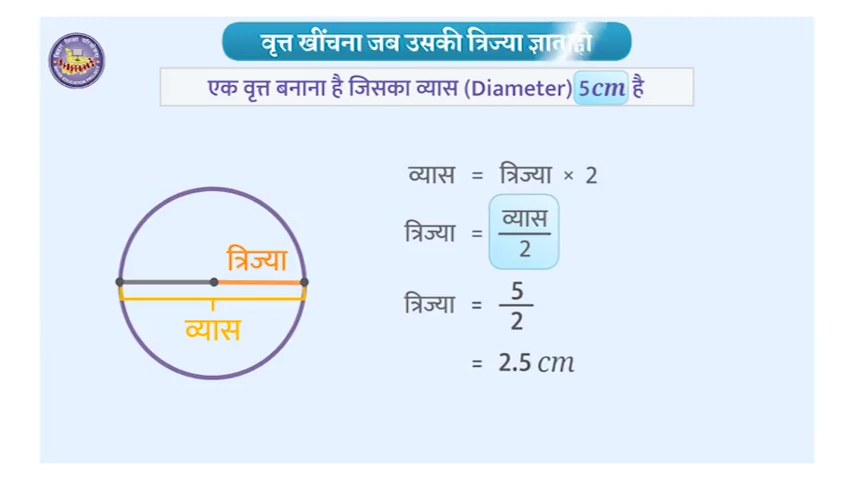 वृत्त खींचना जब उसकी त्रिज्या ज्ञात हो
एक वृत्त बनाना है जिसका व्यास (Diameter) 5cm है
व्यास = त्रिज्या × 2
त्रिज्या = व्यास/2
त्रिज्या = 5/2
= 2.5 cm
त्रिज्या
व्यास